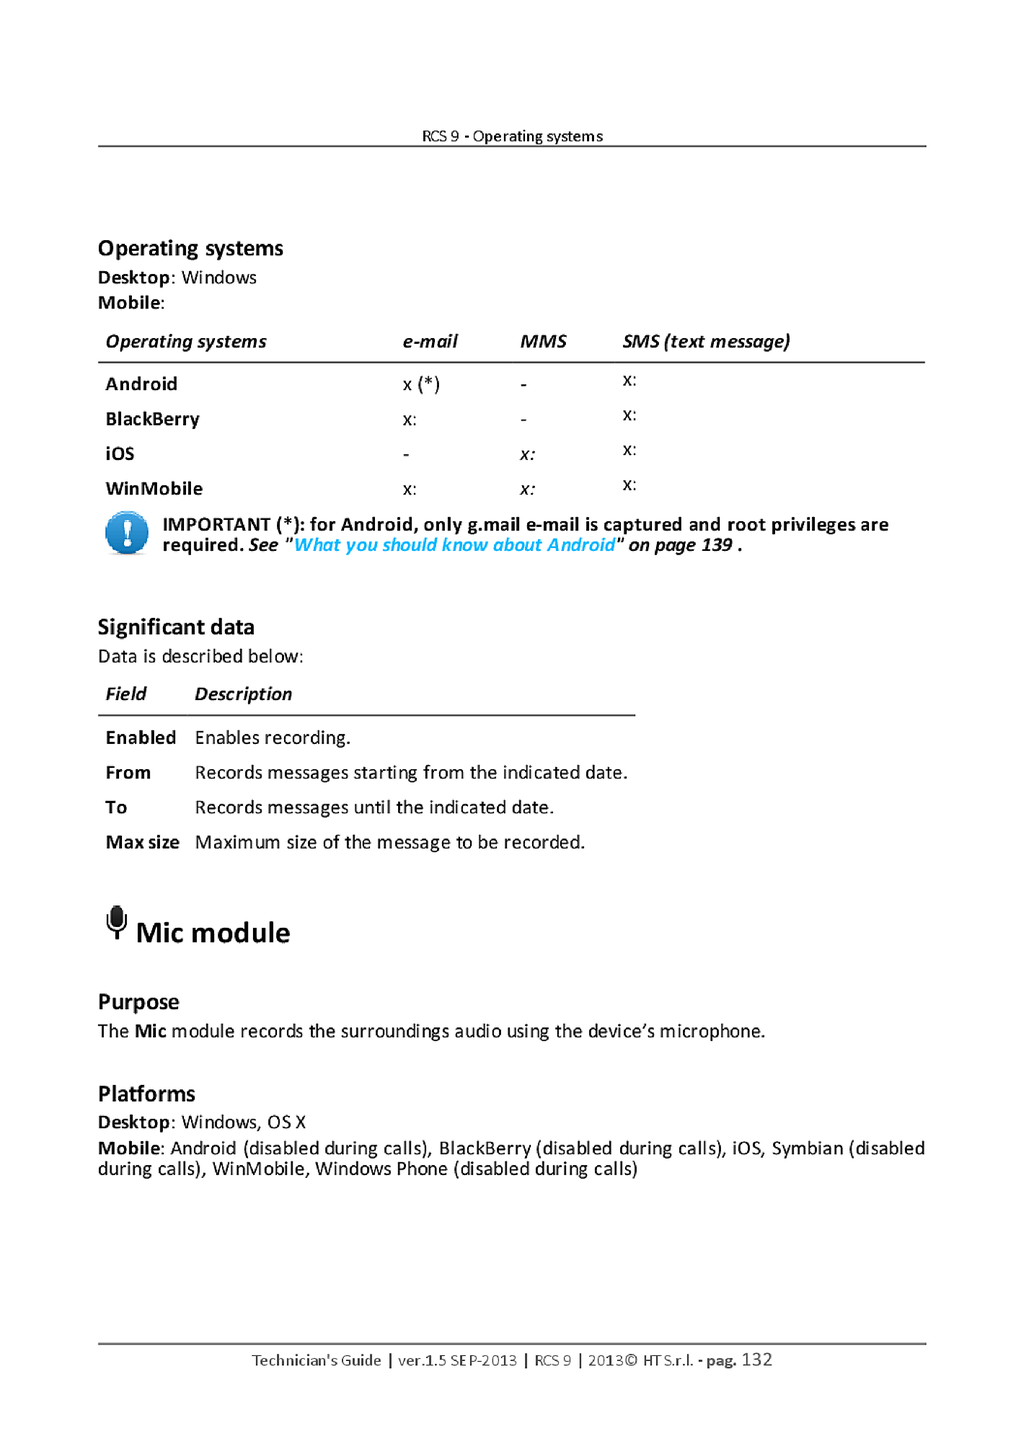 RCS 9 - Operating systems
Operating systems
Desktop: Windows
Mobile:
Operating systems e-mail MMS SMS (text message)
Android x (*) - x:
BlackBerry x: - x:
iOS - x: x:
WinMobile x: x: x:
IMPORTANT (*): for Android, only g.mail e-mail is captured and root privileges are
required. See "What you should know about Android" on page 139 .
Significant data
Data is described below:
Field Description
Enabled Enables recording.
From Records messages starting from the indicated date.
To Records messages until the indicated date.
Max size Maximum size of the message to be recorded.
Mic module
Purpose
The Mic module records the surroundings audio using the device's microphone.
Platforms
Desktop: Windows, OS X
Mobile: Android (disabled during calls), BlackBerry (disabled during calls), iOS, Symbian (disabled
during calls), WinMobile, Windows Phone (disabled during calls)
Technician's Guide | ver.1.5 SEP-2013 | RCS 9 | 2013© HT S.r.l. - pag. 132